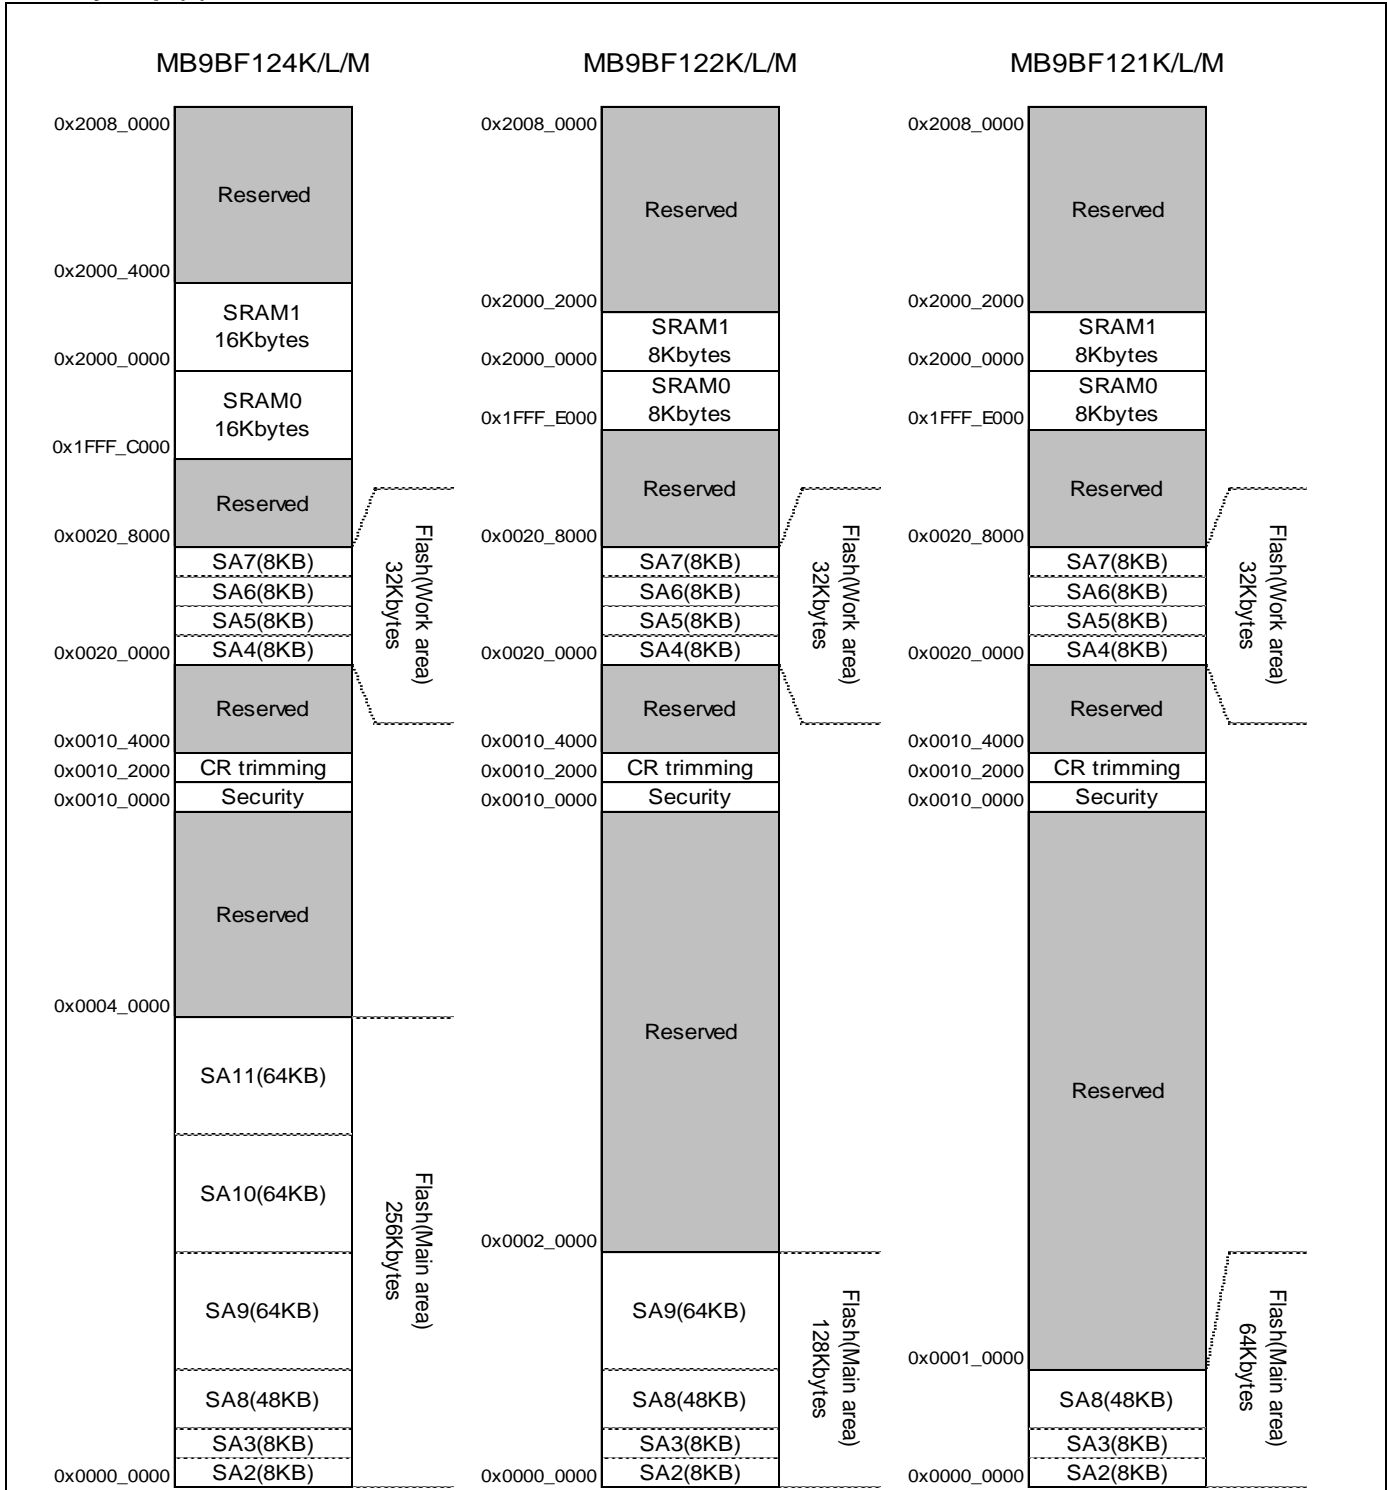 MB9BF124K/L/M
0x2008_0000
Reserved
0x2000_4000
SRAM1
16Kbytes
0x2000_0000
SRAM0
16Kbytes
0x1FFF_C000
Reserved
0x0020_8000
SA7(8KB)
SA6(8KB)
SA5(8KB)
SA4(8KB)
0x0020_0000
Flash(Work area)
32Kbytes
Reserved
0x0010_4000
CR trimming
0x0010_2000
Security
0x0010_0000
Reserved
0x0004_0000
SA11(64KB)
SA10(64KB)
SA9(64KB)
SA8(48KB)
SA3(8KB)
SA2(8KB)
0x0000_0000
Flash(Main area)
256Kbytes
MB9BF122K/L/M
0x2008_0000
Reserved
0x2000_2000
SRAM1
8Kbytes
0x2000_0000
SRAM0
8Kbytes
0x1FFF_E000
Reserved
0x0020_8000
SA7(8KB)
SA6(8KB)
SA5(8KB)
SA4(8KB)
0x0020_0000
Flash(Work area)
32Kbytes
Reserved
0x0010_4000
CR trimming
0x0010_2000
Security
0x0010_0000
Reserved
0x0002_0000
SA9(64KB)
SA8(48KB)
SA3(8KB)
SA2(8KB)
0x0000_0000
Flash(Main area)
128Kbytes
MB9BF121K/L/M
0x2008_0000
Reserved
0x2000_2000
SRAM1
8Kbytes
0x2000_0000
SRAM0
8Kbytes
0x1FFF_E000
Reserved
0x0020_8000
SA7(8KB)
SA6(8KB)
SA5(8KB)
SA4(8KB)
0x0020_0000
Flash(Work area)
32Kbytes
Reserved
0x0010_4000
CR trimming
0x0010_2000
Security
0x0010_0000
Reserved
0x0001_0000
SA8(48KB)
SA3(8KB)
SA2(8KB)
0x0000_0000
Flash(Main area)
64Kbytes